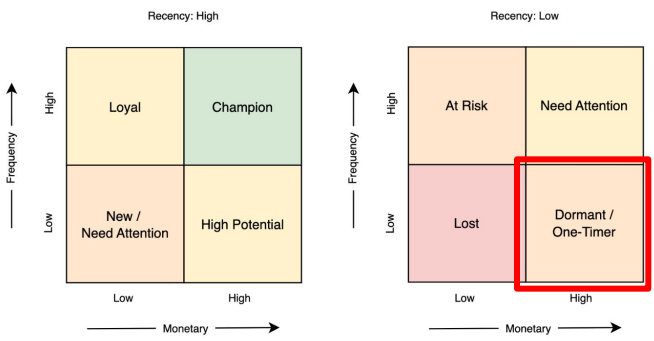 Recency: High
Frequency
High
Low
Loyal
Champion
New /
Need Attention
High Potential
Low
High
Monetary
Recency: Low
Frequency
High
Low
At Risk
Need Attention
Lost
Dormant /
One-Timer
Low
High
Monetary